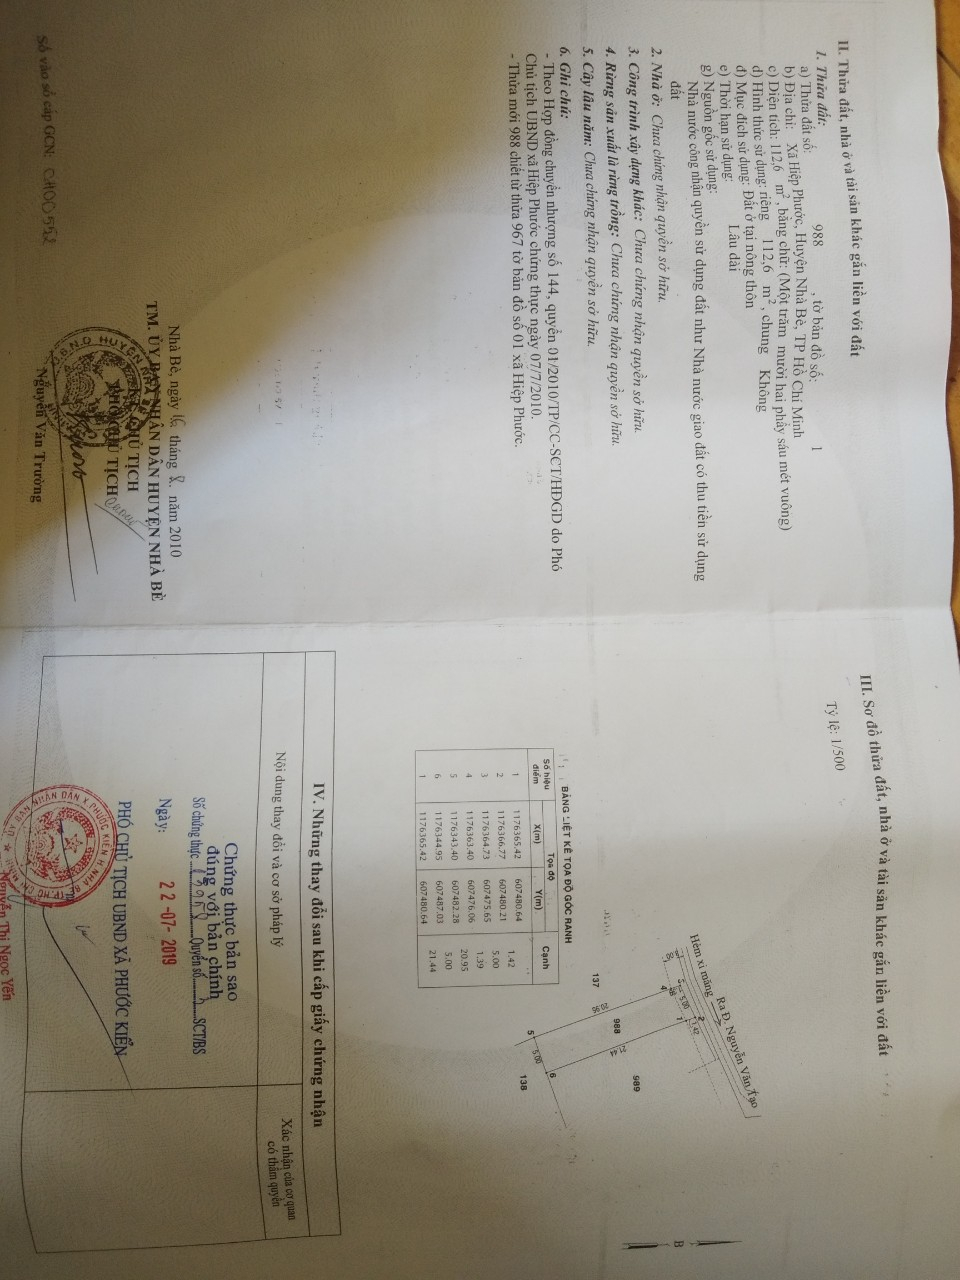 II. Thửa đất, nhà ở và tài sản khác gắn liền với đất
1. Thửa đất:
a) Thửa đất số: 988 , tờ bản đồ số: 1
b) Địa chỉ: Xã Hiệp Phước, Huyện Nhà Bè, TP Hồ Chí Minh
c) Diện tích: 112,6 m², bằng chữ: (Một trăm mười hai phẩy sáu mét vuông)
d) Hình thức sử dụng: riêng 112,6 m², chung Không
đ) Mục đích sử dụng: Đất ở tại nông thôn
e) Thời hạn sử dụng: Lâu dài
g) Nguồn gốc sử dụng:
Nhà nước công nhận quyền sử dụng đất như Nhà nước giao đất có thu tiền sử dụng
đất
2. Nhà ở: Chưa chứng nhận quyền sở hữu.
3. Công trình xây dựng khác: Chưa chứng nhận quyền sở hữu.
4. Rừng sản xuất là rừng trồng: Chưa chứng nhận quyền sở hữu.
5. Cây lâu năm: Chưa chứng nhận quyền sở hữu.
6. Ghi chú:
- Theo Hợp đồng chuyển nhượng số 144, quyển 01/2010/TP/CC-SCT/HĐGD do Phó
Chủ tịch UBND xã Hiệp Phước chứng thực ngày 07/7/2010.
- Thửa mới 988 chiết từ thửa 967 tờ bản đồ số 01 xã Hiệp Phước.
Nhà Bè, ngày 16 tháng 8 năm 2010
TM. ỦY BAN NHÂN DÂN HUYỆN NHÀ BÈ
KT. CHỦ TỊCH
PHÓ CHỦ TỊCH
Nguyễn Văn Trường
Số vào sổ cấp GCN: CH00552
III. Sơ đồ thửa đất, nhà ở và tài sản khác gắn liền với đất
Tỷ lệ: 1/500
B
Hẻm xi măng
Ra Đ. Nguyễn Văn Tạo
5.00
1.42
2
1
4
137
988
989
21.44
5
5.00
6
138
BẢNG LIỆT KÊ TỌA ĐỘ GÓC RANH
Số hiệu điểm Tọa độ Cạnh
X(m) Y(m)
1 1176365.42 607480.64
1.42
2 1176366.77 607480.21
5.00
3 1176364.73 607475.65
1.39
4 1176363.40 607476.06
20.95
5 1176343.40 607482.28
5.00
6 1176344.95 607487.03
21.44
1 1176365.42 607480.64
IV. Những thay đổi sau khi cấp giấy chứng nhận
Nội dung thay đổi và cơ sở pháp lý
Xác nhận của cơ quan
có thẩm quyền
Chứng thực bản sao
đúng với bản chính
Số chứng thực Quyển số SCT/BS
Ngày: 22-07-2019
PHÓ CHỦ TỊCH UBND XÃ PHƯỚC KIỂN
Nguyễn Thị Ngọc Yến